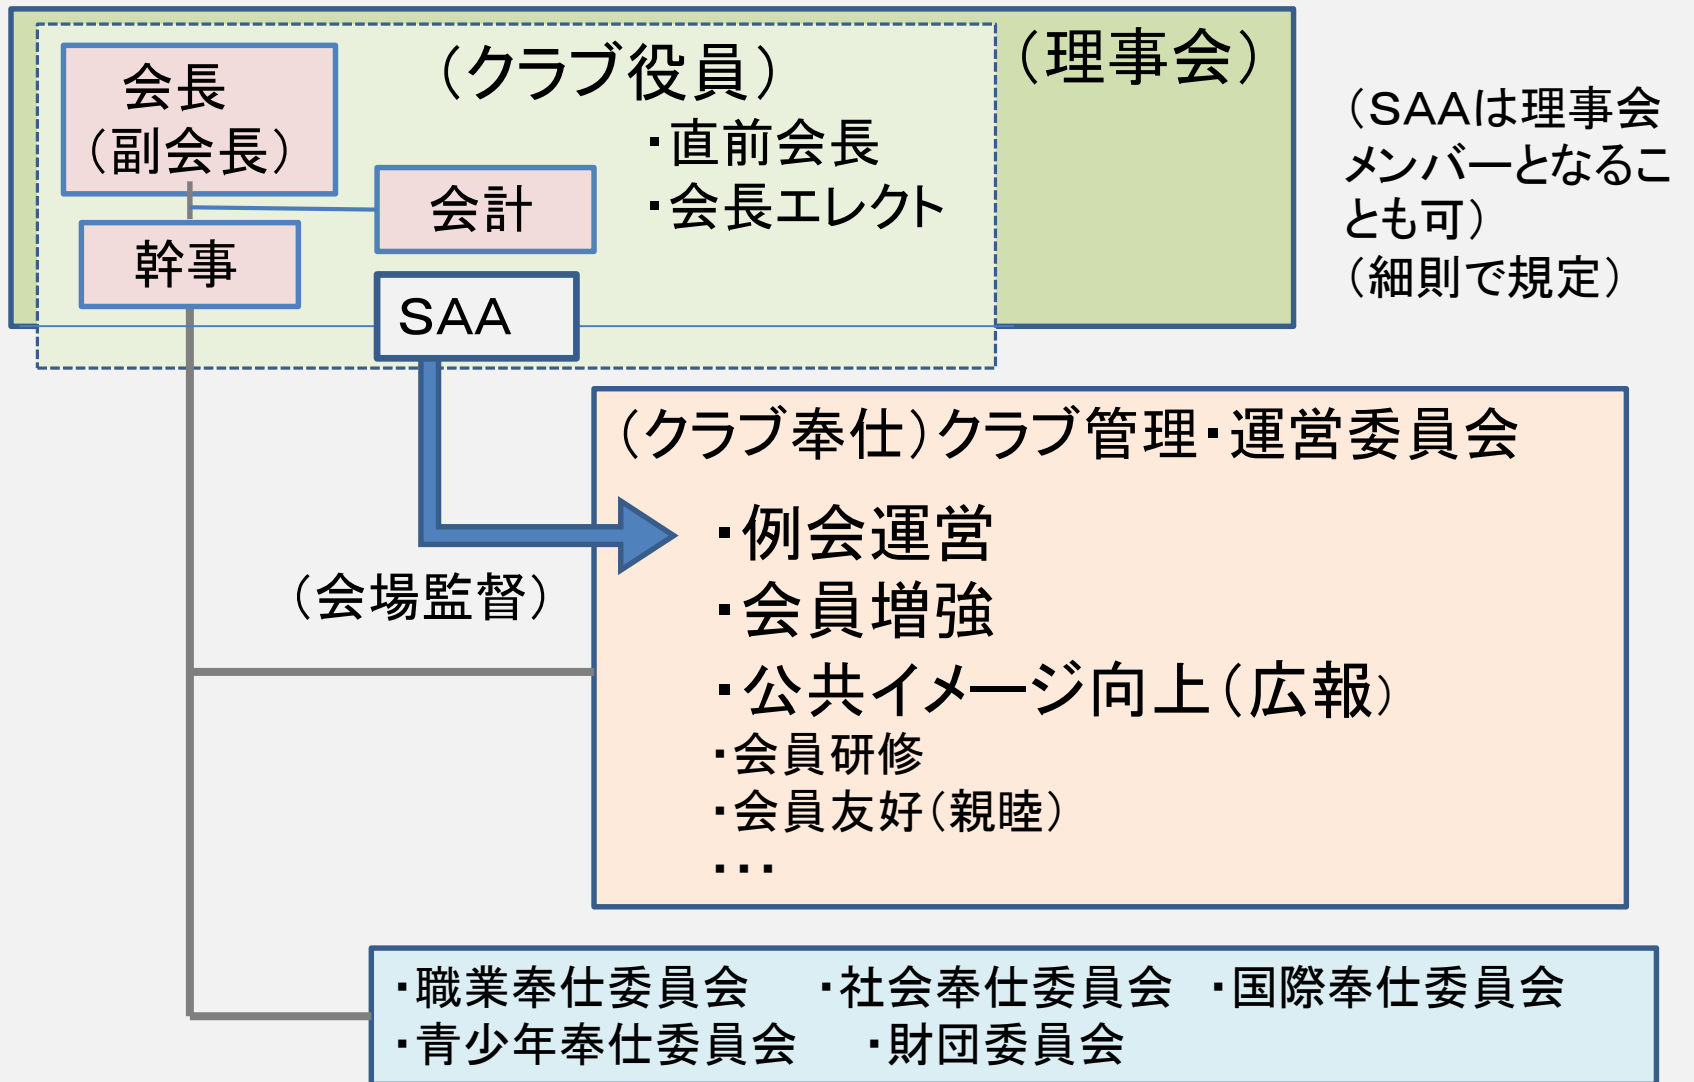 (クラブ役員)
(理事会)
会長
(副会長)
・直前会長
・会長エレクト
会計
幹事
SAA
(SAAは理事会
メンバーとなるこ
とも可)
(細則で規定)
(クラブ奉仕)クラブ管理・運営委員会
・例会運営
・会員増強
・公共イメージ向上(広報)
・会員研修
・会員友好(親睦)
・・・
(会場監督)
・職業奉仕委員会 ・社会奉仕委員会 ・国際奉仕委員会
・青少年奉仕委員会 ・財団委員会